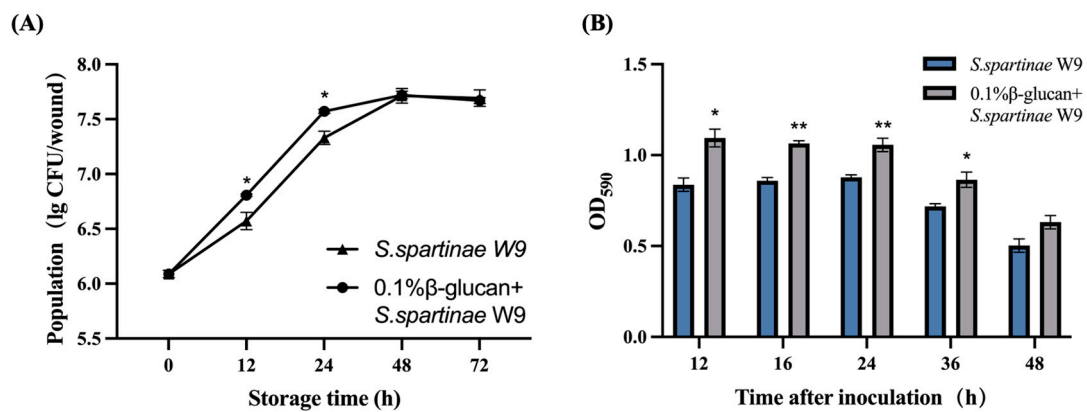 (A)
8.0
7.5
7.0
6.5
6.0
5.5
Population (lg CFU/wound)
*
*
S.spartinae W9
0.1%β-glucan+
S.spartinae W9
0 12 24 48 72
Storage time (h)
(B)
1.5
1.0
0.5
0.0
OD590
S.spartinae W9
0.1%β-glucan+
S.spartinae W9
*
**
**
*
12 16 24 36 48
Time after inoculation (h)